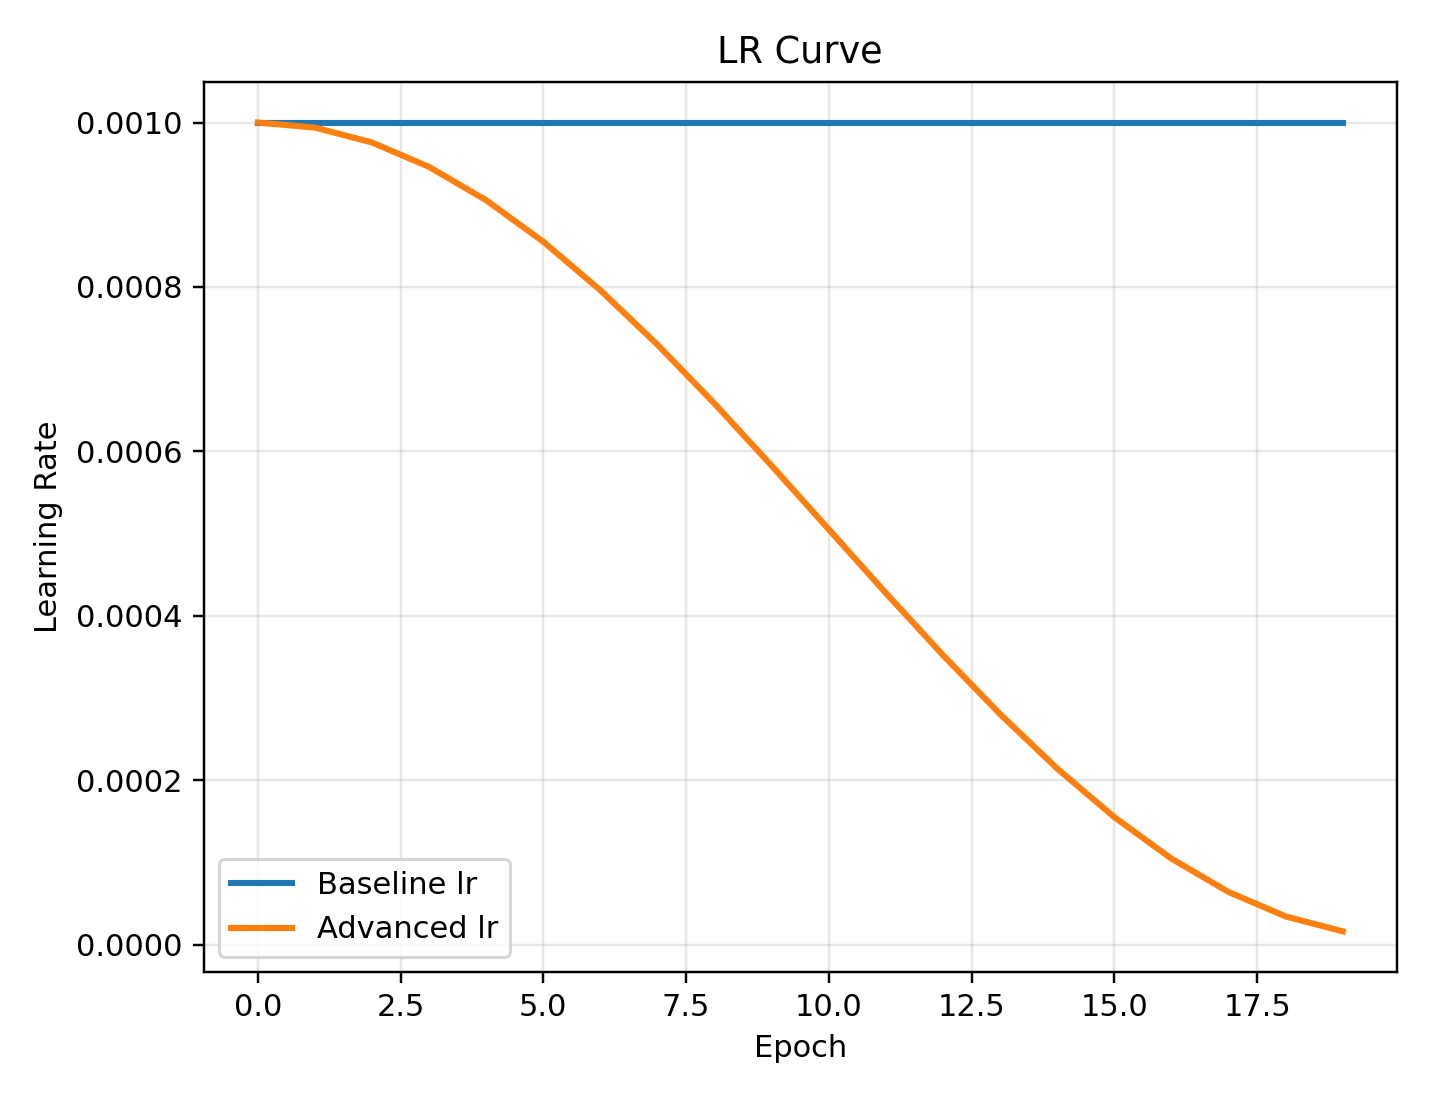 LR Curve
0.0010
0.0008
0.0006
0.0004
0.0002
0.0000
Learning Rate
Baseline lr
Advanced lr
0.0 2.5 5.0 7.5 10.0 12.5 15.0 17.5
Epoch